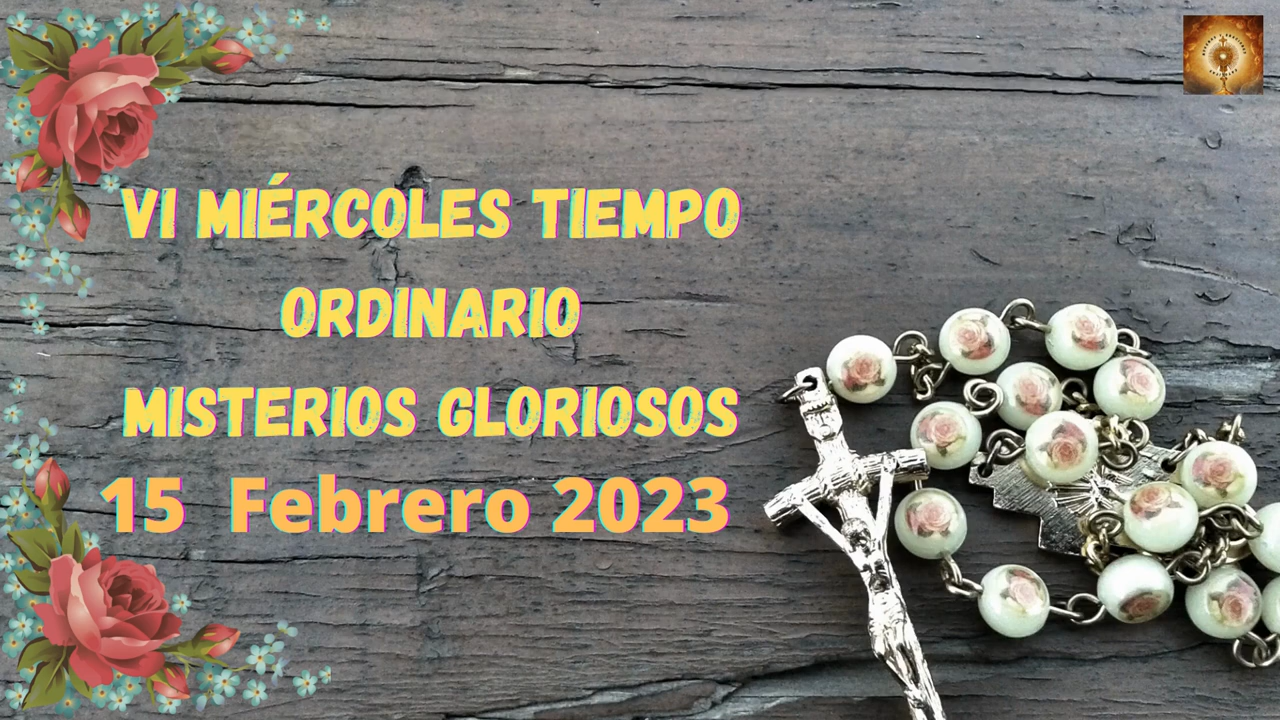 VI MIÉRCOLES TIEMPO
ORDINARIO
MISTERIOS GLORIOSOS
15 Febrero 2023